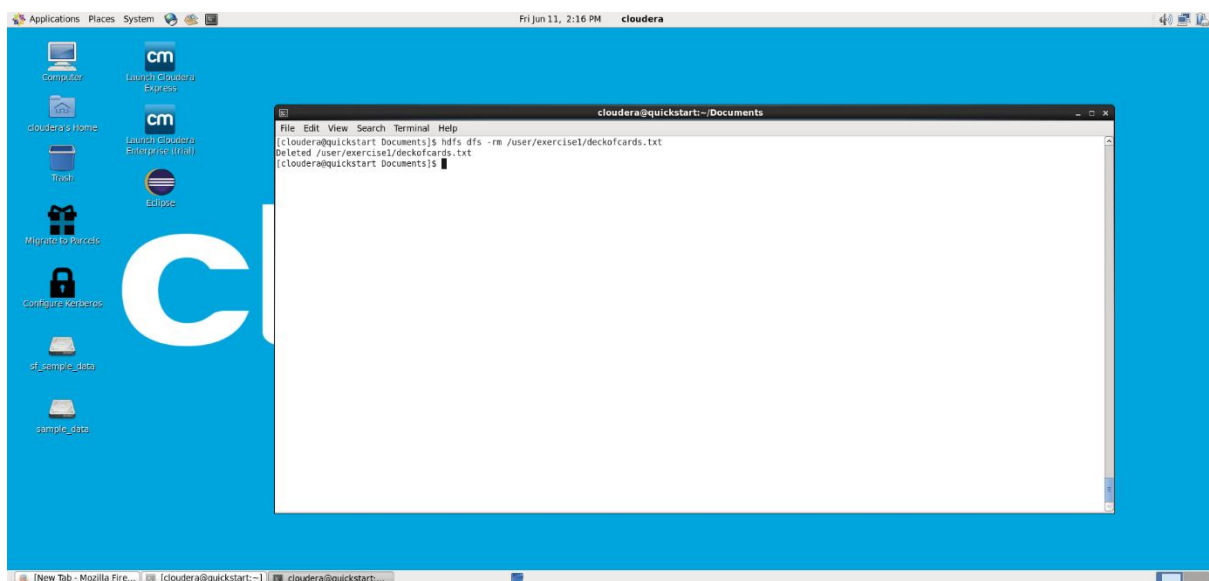 Applications Places System
Fri Jun 11, 2:16 PM cloudera
Computer
Launch Cloudera
Express
cloudera's Home
Launch Cloudera
Enterprise (trial)
Trash
Eclipse
Migrate to Parcels
Configure Kerberos
sf_sample_data
sample_data
cm
cm
c
cloudera@quickstart:~/Documents
File Edit View Search Terminal Help
[cloudera@quickstart Documents]$ hdfs dfs -rm /user/exercise1/deckofcards.txt
Deleted /user/exercise1/deckofcards.txt
[cloudera@quickstart Documents]$
[New Tab - Mozilla Fire...
[cloudera@quickstart:~]
cloudera@quickstart:...